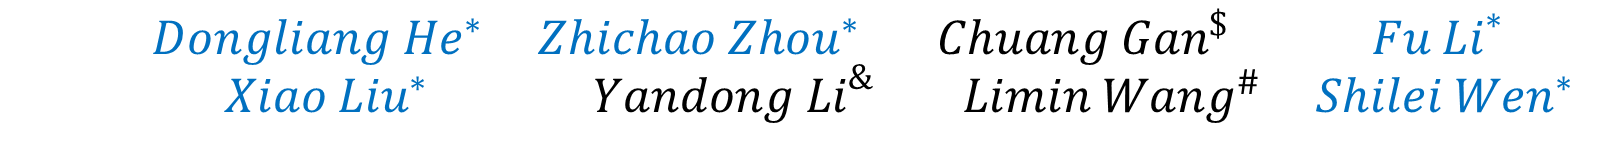 Dongliang He* Zhichao Zhou* Chuang Gan$ Fu Li*
Xiao Liu* Yandong Li& Limin Wang# Shilei Wen*